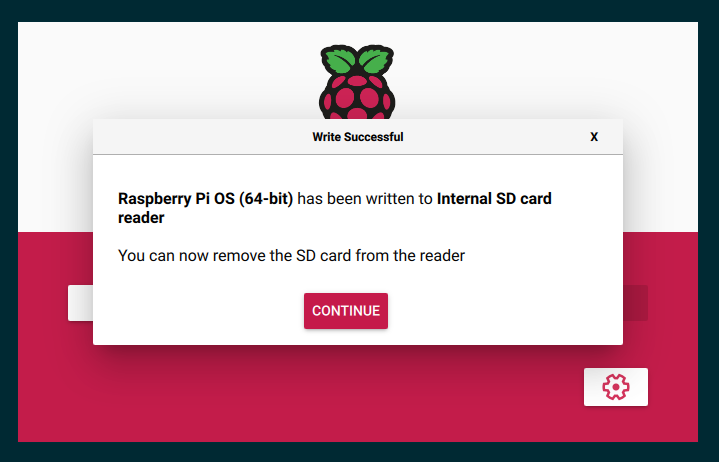 Write Successful
X
Raspberry Pi OS (64-bit) has been written to Internal SD card
reader
You can now remove the SD card from the reader
CONTINUE